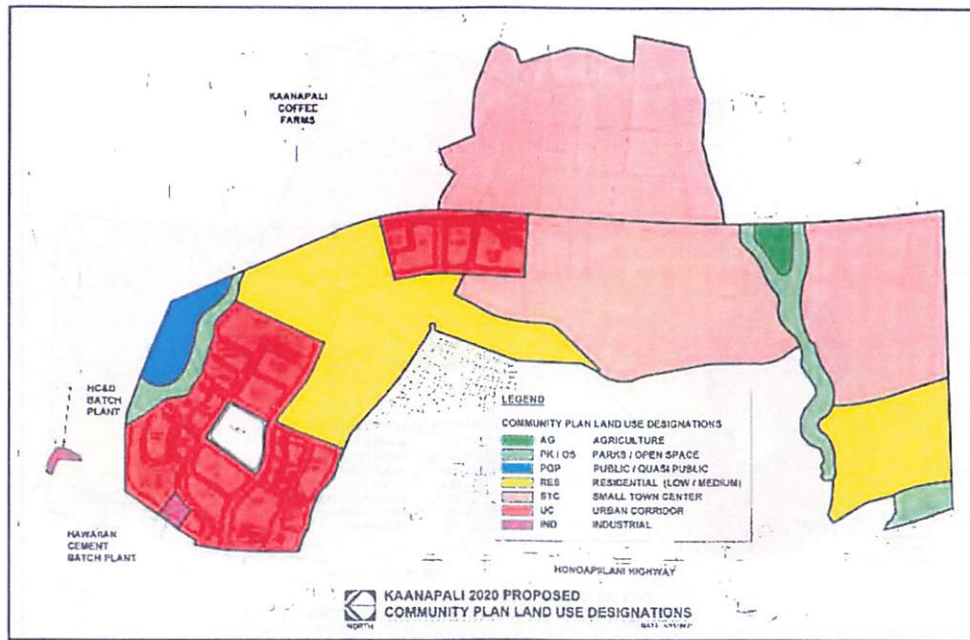 KAANAPALI
COFFEE
FARMS
HC&D
BATCH
PLANT
HAWAIIAN
CEMENT
BATCH PLANT
LEGEND
COMMUNITY PLAN LAND USE DESIGNATIONS
AG AGRICULTURE
PK / OS PARKS / OPEN SPACE
PQP PUBLIC / QUASI PUBLIC
RES RESIDENTIAL (LOW / MEDIUM)
STC SMALL TOWN CENTER
UC URBAN CORRIDOR
IND INDUSTRIAL
HONOAPIILANI HIGHWAY
KAANAPALI 2020 PROPOSED
COMMUNITY PLAN LAND USE DESIGNATIONS
NORTH
DATE